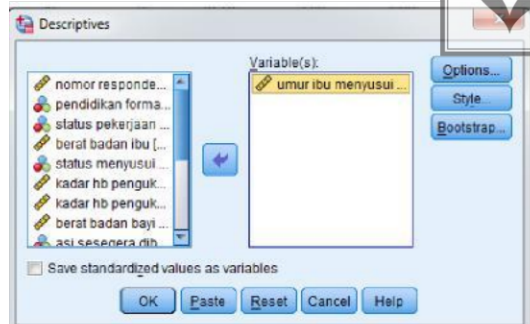 Descriptives
Variable(s):
nomor responde...
pendidikan forma...
status pekerjaan ...
berat badan ibu [...
status menyusui ...
kadar hb penguk...
kadar hb penguk...
berat badan bayi ...
asi sesegera dib...
umur ibu menyusui ...
Options...
Style...
Bootstrap...
Save standardized values as variables
OK Paste Reset Cancel Help